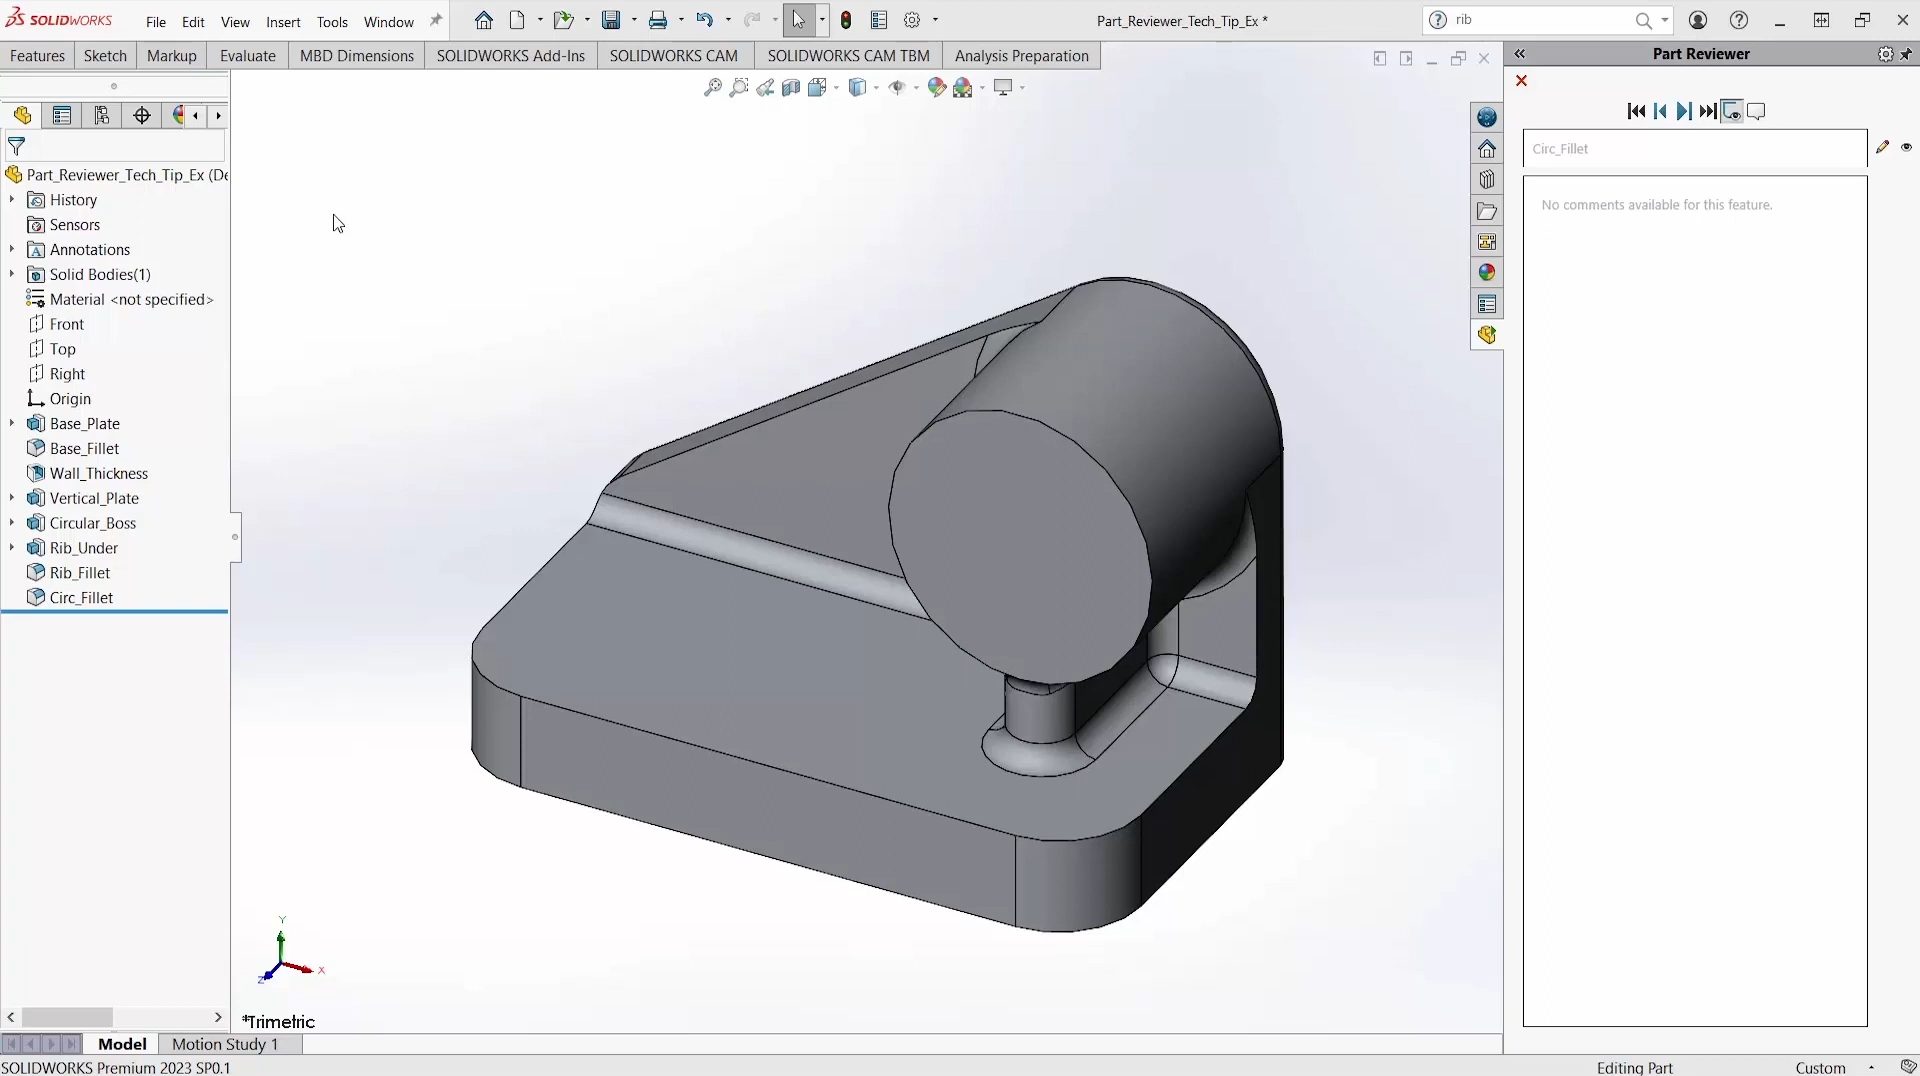 SOLIDWORKS File Edit View Insert Tools Window Part_Reviewer_Tech_Tip_Ex * rib
Features Sketch Markup Evaluate MBD Dimensions SOLIDWORKS Add-Ins SOLIDWORKS CAM SOLIDWORKS CAM TBM Analysis Preparation
Part Reviewer
Circ_Fillet
No comments available for this feature.
Part_Reviewer_Tech_Tip_Ex (De
History
Sensors
Annotations
Solid Bodies(1)
Material <not specified>
Front
Top
Right
Origin
Base_Plate
Base_Fillet
Wall_Thickness
Vertical_Plate
Circular_Boss
Rib_Under
Rib_Fillet
Circ_Fillet
Y
X
Z
*Trimetric
Model Motion Study 1
SOLIDWORKS Premium 2023 SP0.1 Editing Part Custom